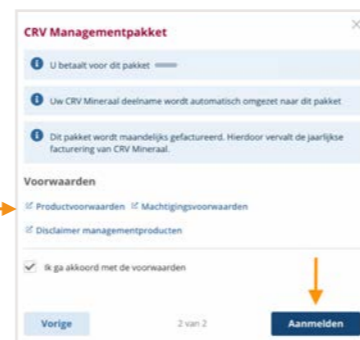 CRV Managementpakket
U betaalt voor dit pakket
Uw CRV Mineraal deelname wordt automatisch omgezet naar dit pakket
Dit pakket wordt maandelijks gefactureerd. Hierdoor vervalt de jaarlijkse
facturering van CRV Mineraal.
Voorwaarden
Productvoorwaarden Machtigingsvoorwaarden
Disclaimer managementproducten
Ik ga akkoord met de voorwaarden
Vorige 2 van 2 Aanmelden